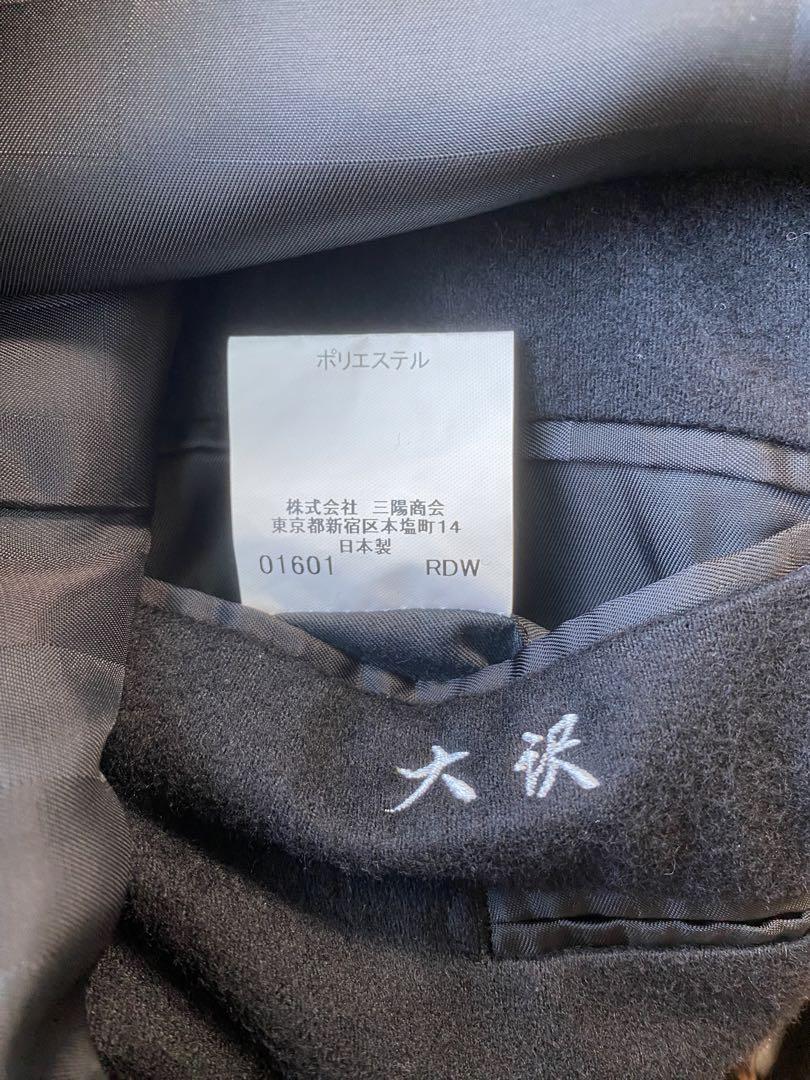 ポリエステル
株式会社 三陽商会
東京都新宿区本塩町14
日本製
01601 RDW
大沢